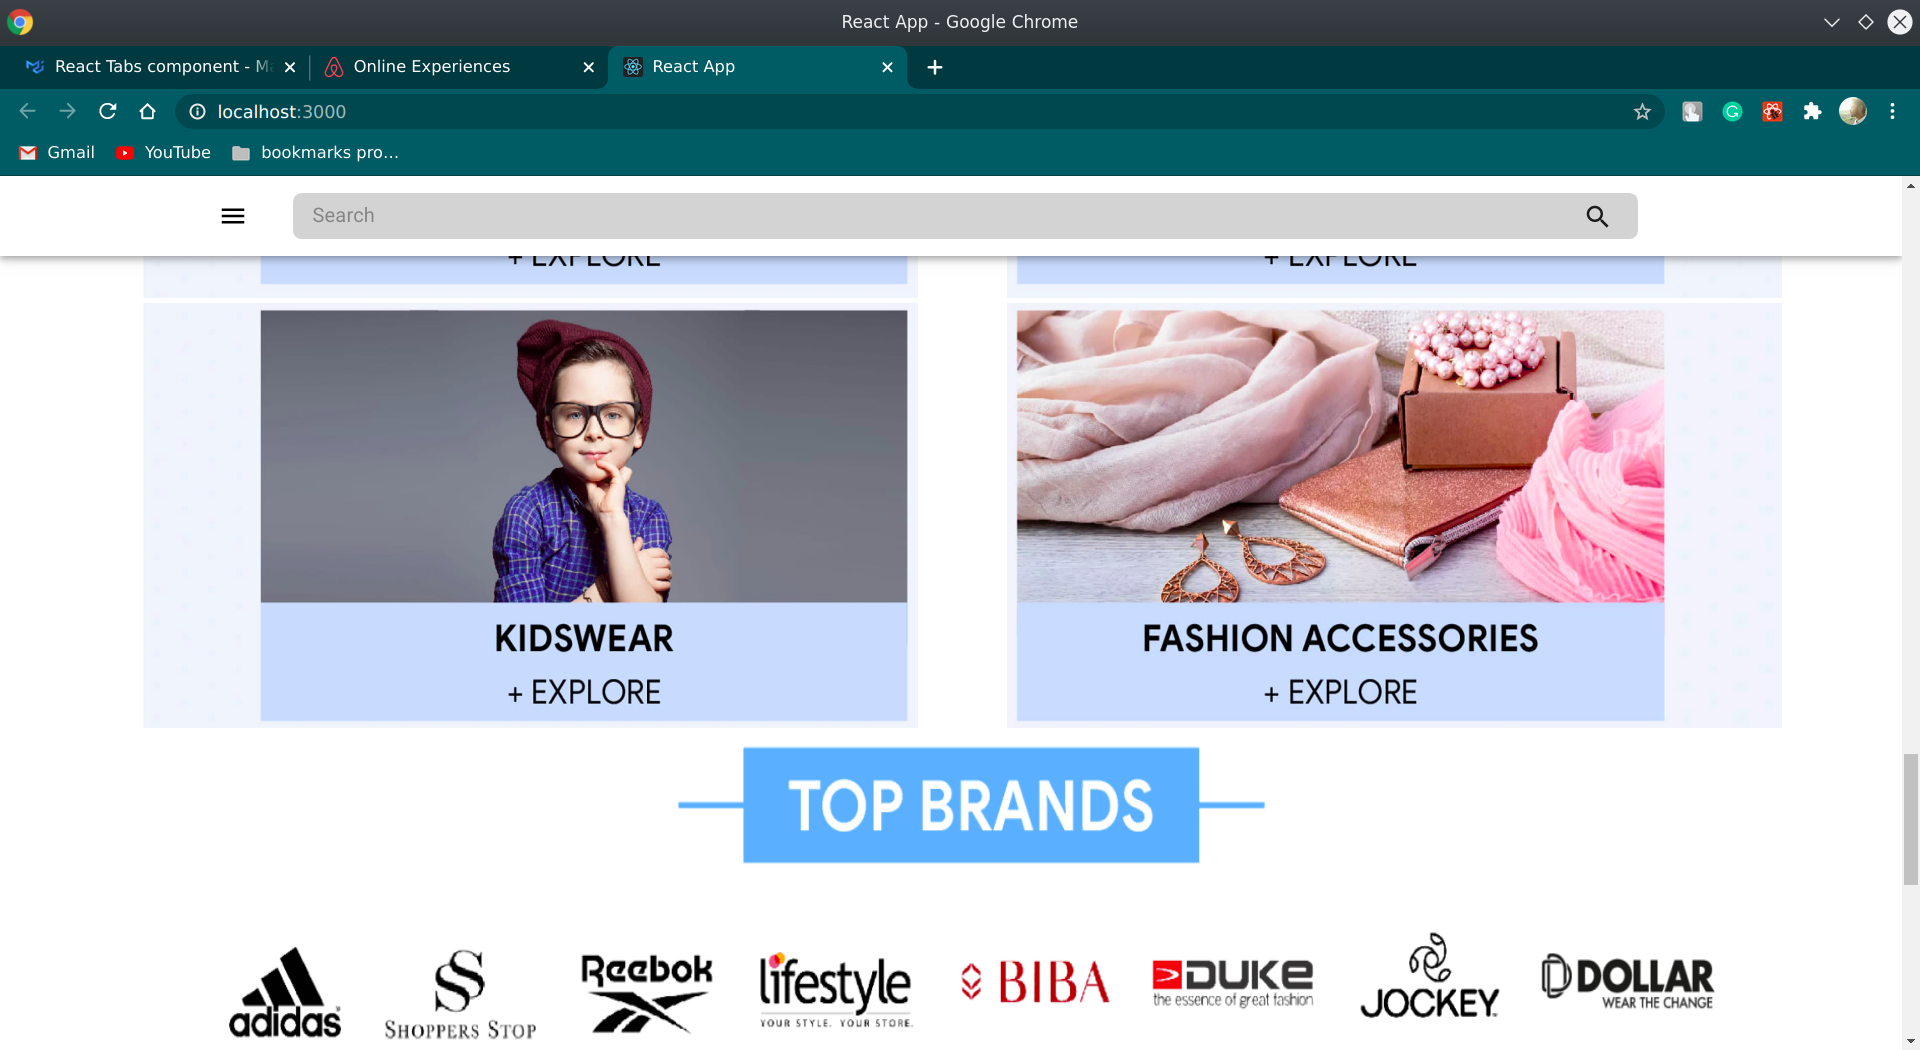 React App - Google Chrome
React Tabs component - Ma
Online Experiences
React App
localhost:3000
Gmail
YouTube
bookmarks pro...
Search
+ EXPLORE
+ EXPLORE
KIDSWEAR
+ EXPLORE
FASHION ACCESSORIES
+ EXPLORE
TOP BRANDS
adidas
SS
SHOPPERS STOP
Reebok
lifestyle
YOUR STYLE. YOUR STORE.
BIBA
DUKE
the essence of great fashion
JOCKEY
DOLLAR
WEAR THE CHANGE